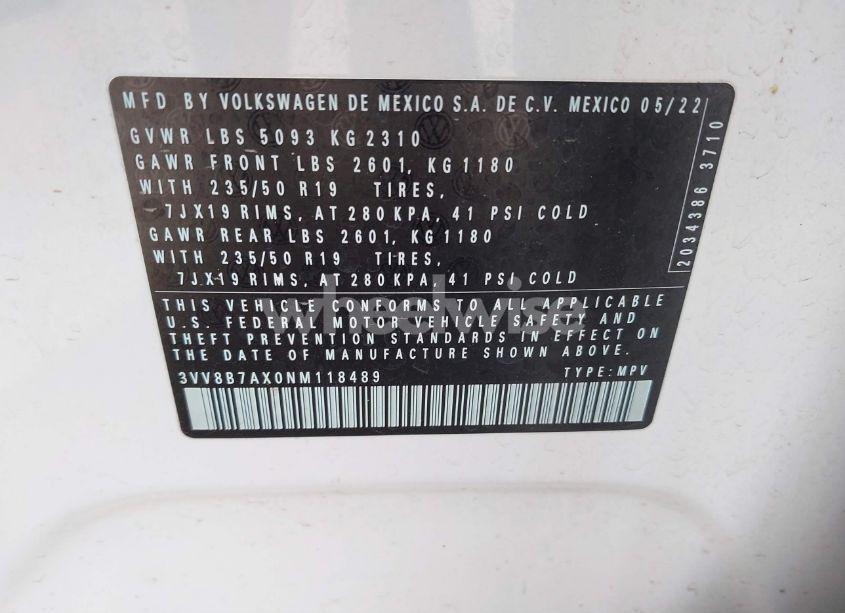 MFD BY VOLKSWAGEN DE MEXICO S.A. DE C.V. MEXICO 05/22
GVWR LBS 5093 KG 2310
GAWR FRONT LBS 2601, KG 1180
WITH 235/50 R19 TIRES,
7JX19 RIMS, AT 280 KPA, 41 PSI COLD
GAWR REAR LBS 2601, KG 1180
WITH 235/50 R19 TIRES,
7JX19 RIMS, AT 280 KPA, 41 PSI COLD
2034386 3710
THIS VEHICLE CONFORMS TO ALL APPLICABLE
U.S. FEDERAL MOTOR VEHICLE SAFETY AND
THEFT PREVENTION STANDARDS IN EFFECT ON
THE DATE OF MANUFACTURE SHOWN ABOVE.
3VV8B7AX0NM118489 TYPE: MPV
wheelwise